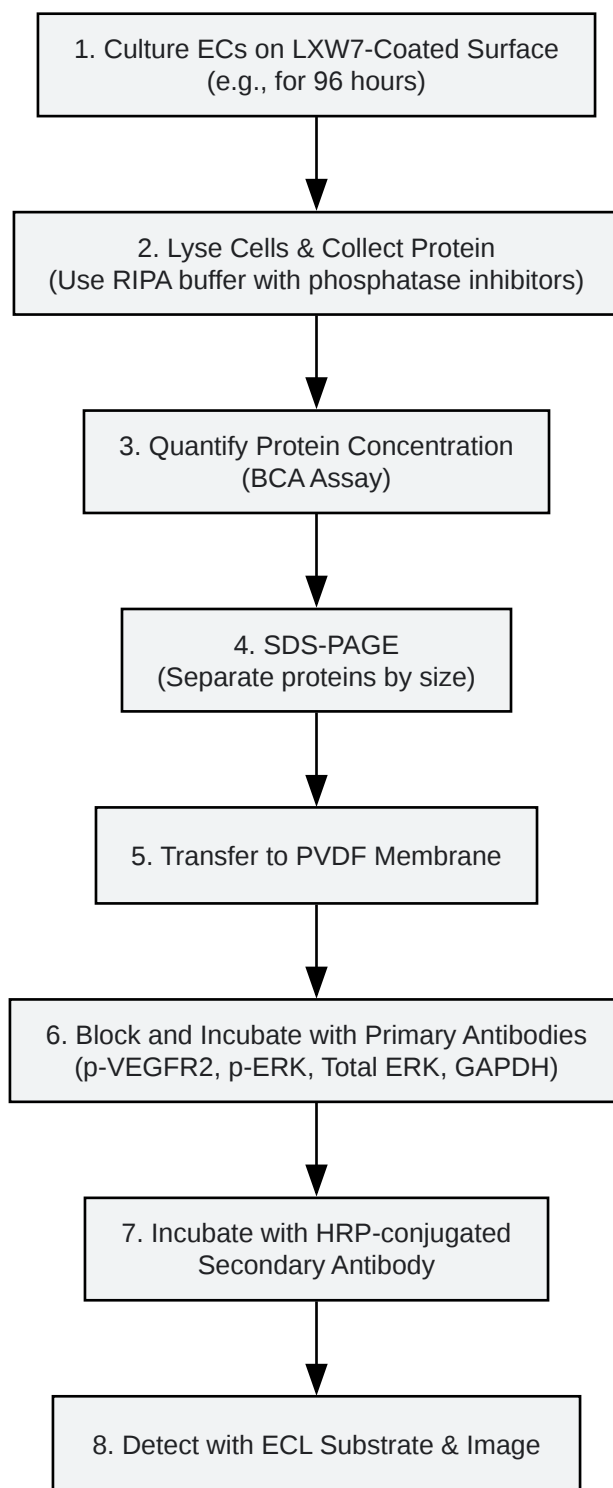 1. Culture ECs on LXW7-Coated Surface
(e.g., for 96 hours)
2. Lyse Cells & Collect Protein
(Use RIPA buffer with phosphatase inhibitors)
3. Quantify Protein Concentration
(BCA Assay)
4. SDS-PAGE
(Separate proteins by size)
5. Transfer to PVDF Membrane
6. Block and Incubate with Primary Antibodies
(p-VEGFR2, p-ERK, Total ERK, GAPDH)
7. Incubate with HRP-conjugated
Secondary Antibody
8. Detect with ECL Substrate & Image